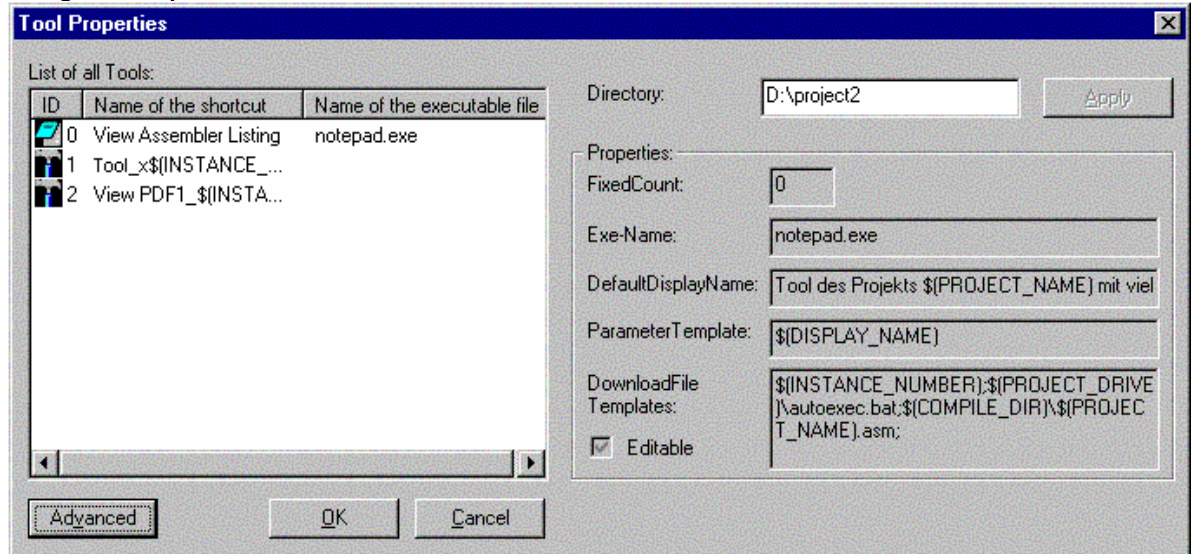 Tool Properties
List of all Tools:
ID Name of the shortcut Name of the executable file
0 View Assembler Listing notepad.exe
1 Tool_x$(INSTANCE_...
2 View PDF1_$(INSTA...
Advanced OK Cancel
Directory: D:\project2 Apply
Properties:
FixedCount: 0
Exe-Name: notepad.exe
DefaultDisplayName: Tool des Projekts $(PROJECT_NAME) mit viel
ParameterTemplate: $(DISPLAY_NAME)
DownloadFile
Templates:
Editable
$(INSTANCE_NUMBER);$(PROJECT_DRIVE
)\autoexec.bat;$(COMPILE_DIR)\$(PROJEC
T_NAME).asm;